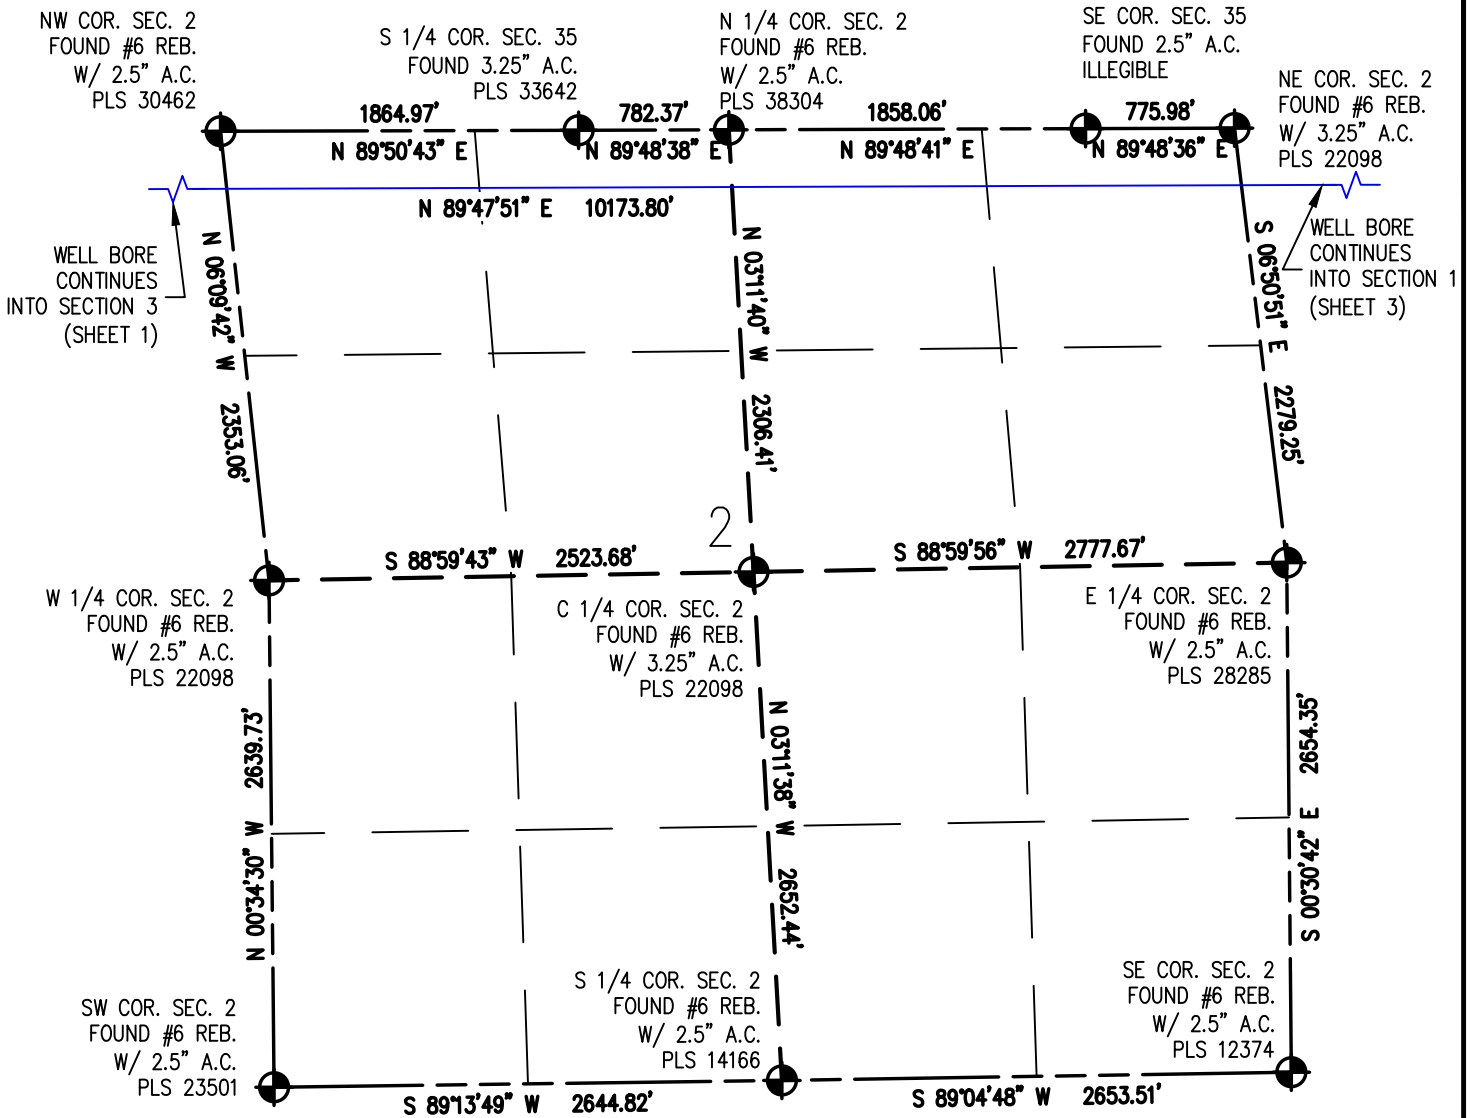 NW COR. SEC. 2
FOUND #6 REB.
W/ 2.5" A.C.
PLS 30462
S 1/4 COR. SEC. 35
FOUND 3.25" A.C.
PLS 33642
N 1/4 COR. SEC. 2
FOUND #6 REB.
W/ 2.5" A.C.
PLS 38304
SE COR. SEC. 35
FOUND 2.5" A.C.
ILLEGIBLE
NE COR. SEC. 2
FOUND #6 REB.
W/ 3.25" A.C.
PLS 22098
1864.97'
N 89°50'43" E
782.37'
N 89°48'38" E
1858.06'
N 89°48'41" E
775.98'
N 89°48'36" E
N 89°47'51" E 10173.80'
WELL BORE
CONTINUES
INTO SECTION 3
(SHEET 1)
WELL BORE
CONTINUES
INTO SECTION 1
(SHEET 3)
N 06°09'42" W 2353.06'
N 03°11'40" W 2306.41'
S 06°50'51" E 2279.25'
2
S 88°59'43" W 2523.68'
S 88°59'56" W 2777.67'
W 1/4 COR. SEC. 2
FOUND #6 REB.
W/ 2.5" A.C.
PLS 22098
C 1/4 COR. SEC. 2
FOUND #6 REB.
W/ 3.25" A.C.
PLS 22098
E 1/4 COR. SEC. 2
FOUND #6 REB.
W/ 2.5" A.C.
PLS 28285
N 00°34'30" W 2639.73'
N 03°11'38" W 2652.44'
S 00°30'42" E 2654.35'
SW COR. SEC. 2
FOUND #6 REB.
W/ 2.5" A.C.
PLS 23501
S 1/4 COR. SEC. 2
FOUND #6 REB.
W/ 2.5" A.C.
PLS 14166
SE COR. SEC. 2
FOUND #6 REB.
W/ 2.5" A.C.
PLS 12374
S 89°13'49" W 2644.82'
S 89°04'48" W 2653.51'